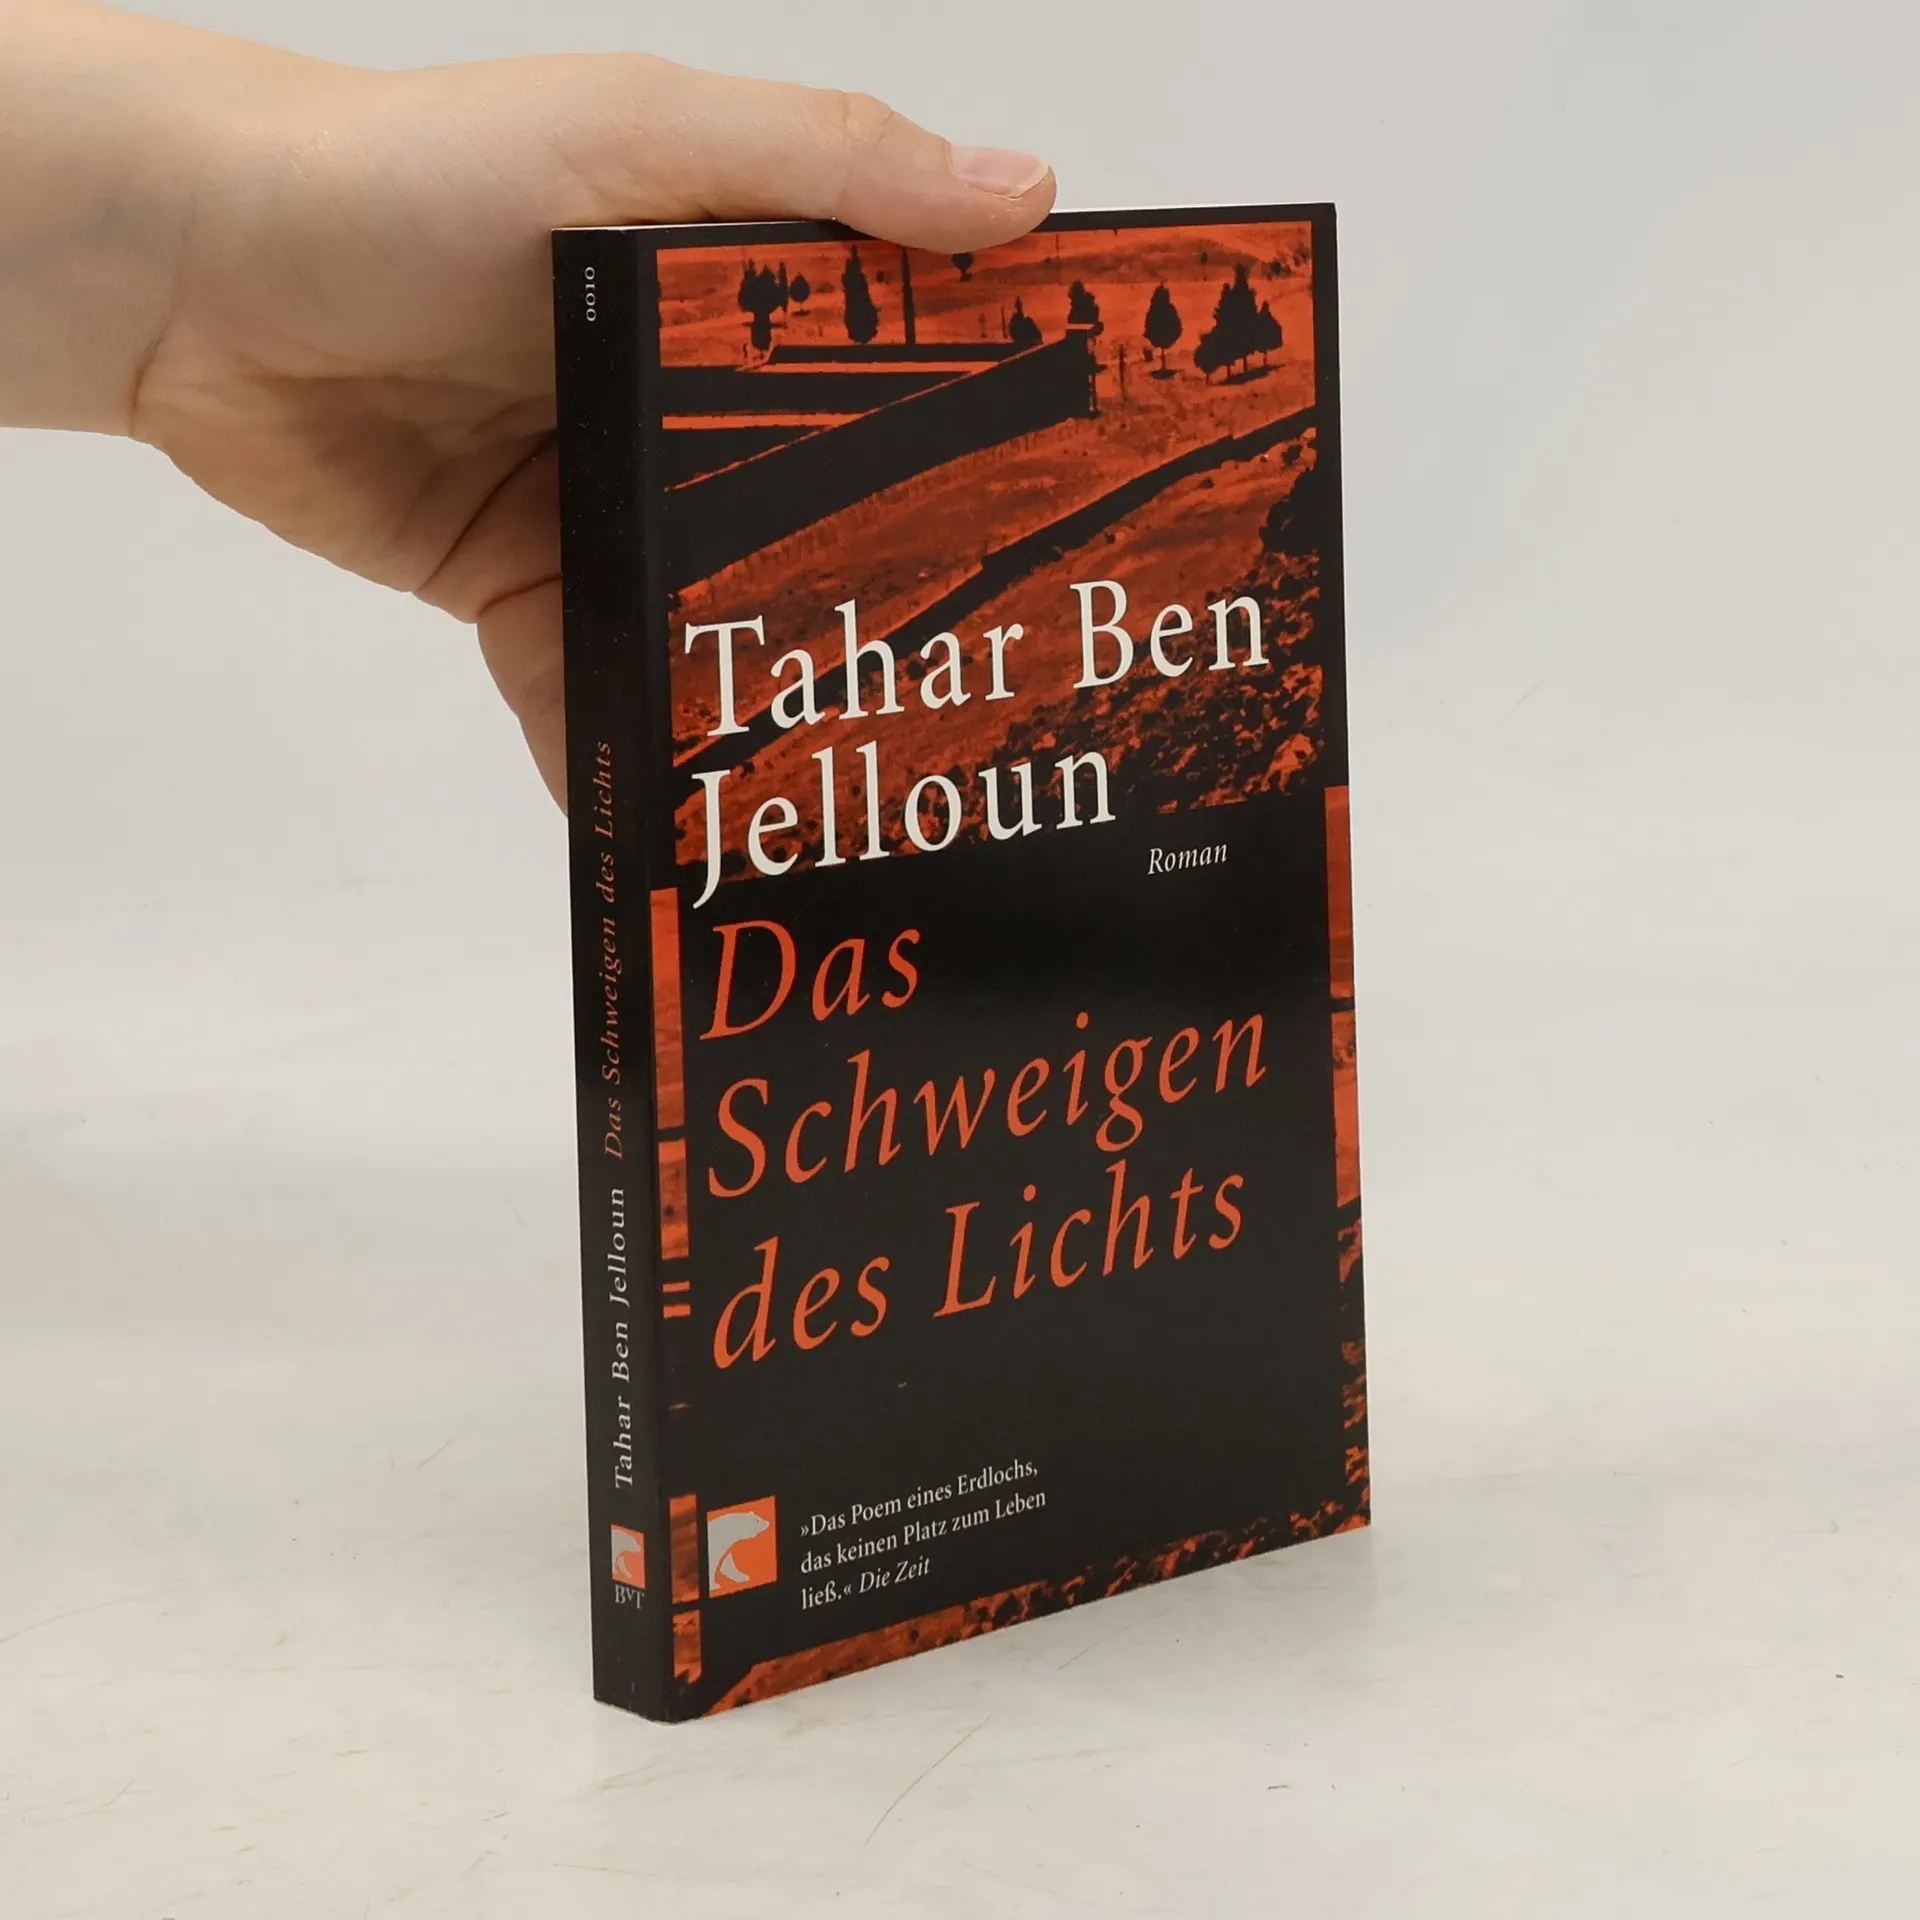 0010
Tahar Ben Jelloun Das Schweigen des Lichts
BvT
Tahar Ben
Jelloun
Roman
Das
Schweigen
des Lichts
»Das Poem eines Erdlochs,
das keinen Platz zum Leben
ließ.« Die Zeit